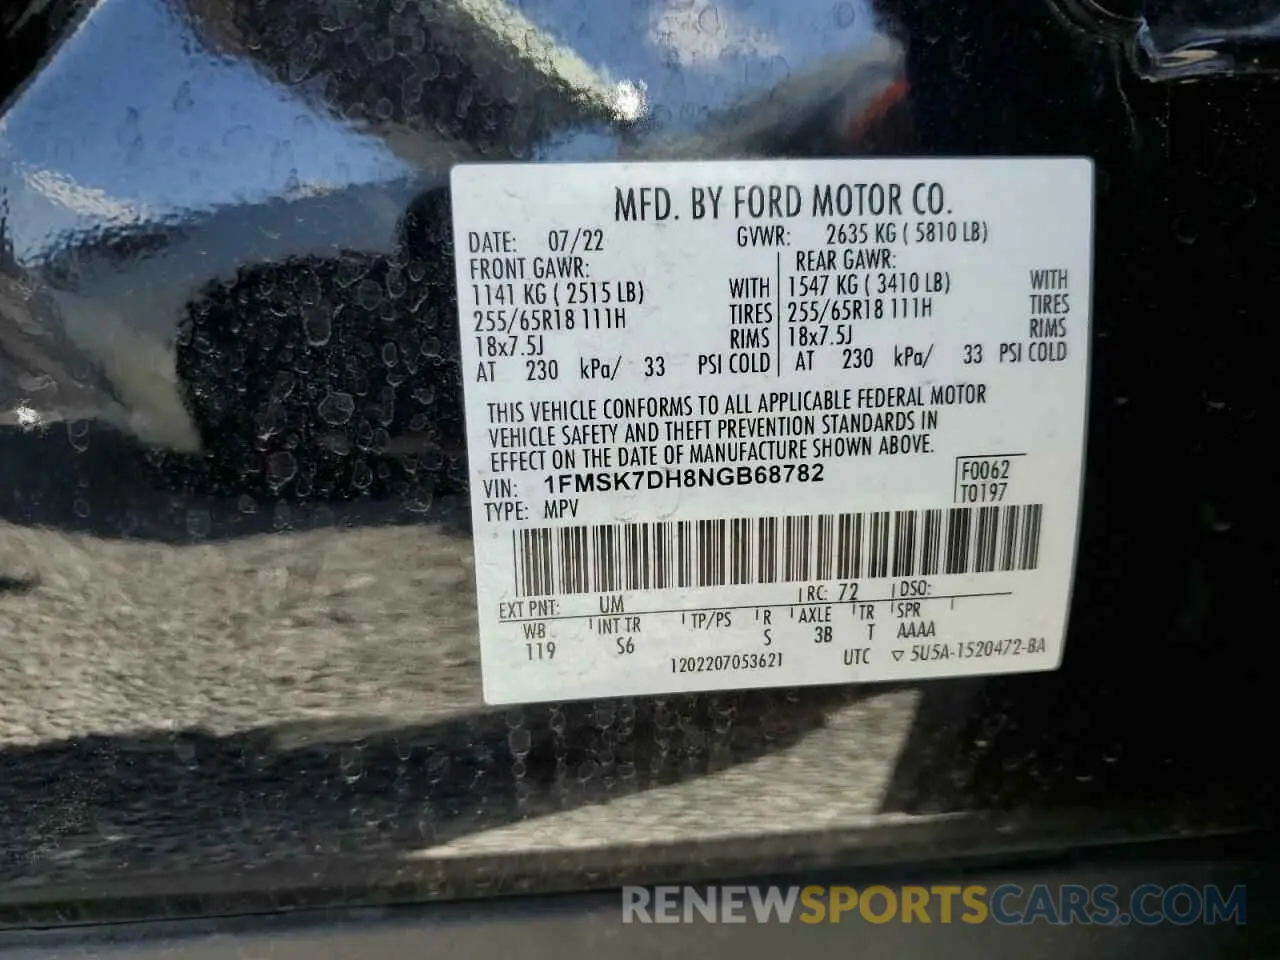 MFD. BY FORD MOTOR CO.
DATE: 07/22 GVWR: 2635 KG ( 5810 LB)
FRONT GAWR: REAR GAWR:
1141 KG ( 2515 LB) WITH 1547 KG ( 3410 LB) WITH
255/65R18 111H TIRES 255/65R18 111H TIRES
18x7.5J RIMS 18x7.5J RIMS
AT 230 kPa/ 33 PSI COLD AT 230 kPa/ 33 PSI COLD
THIS VEHICLE CONFORMS TO ALL APPLICABLE FEDERAL MOTOR
VEHICLE SAFETY AND THEFT PREVENTION STANDARDS IN
EFFECT ON THE DATE OF MANUFACTURE SHOWN ABOVE.
VIN: 1FMSK7DH8NGB68782 F0062
TYPE: MPV T0197
EXT PNT: UM RC: 72 DSO:
WB INT TR TP/PS R AXLE TR SPR
119 S6 S 3B T AAAA
1202207053621 UTC ▽ 5U5A-1520472-BA
RENEWSPORTSCARS.COM